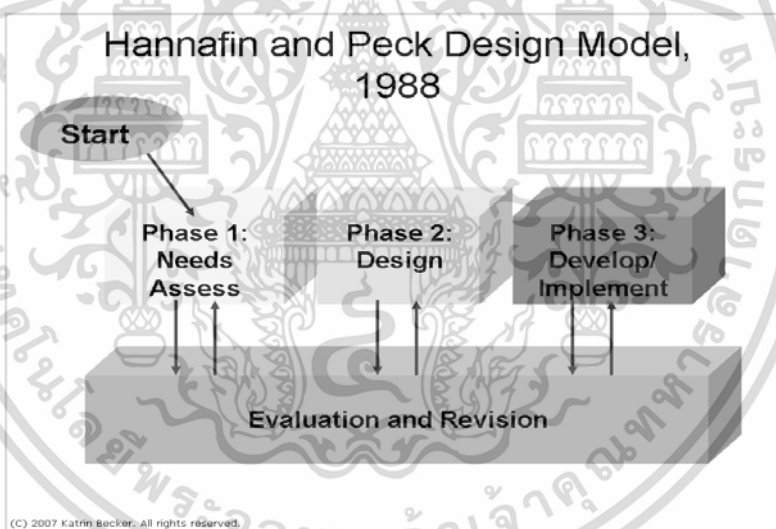 Hannafin and Peck Design Model,
1988
Start
Phase 1:
Needs
Assess
Phase 2:
Design
Phase 3:
Develop/
Implement
Evaluation and Revision
(C) 2007 Katrin Becker. All rights reserved.